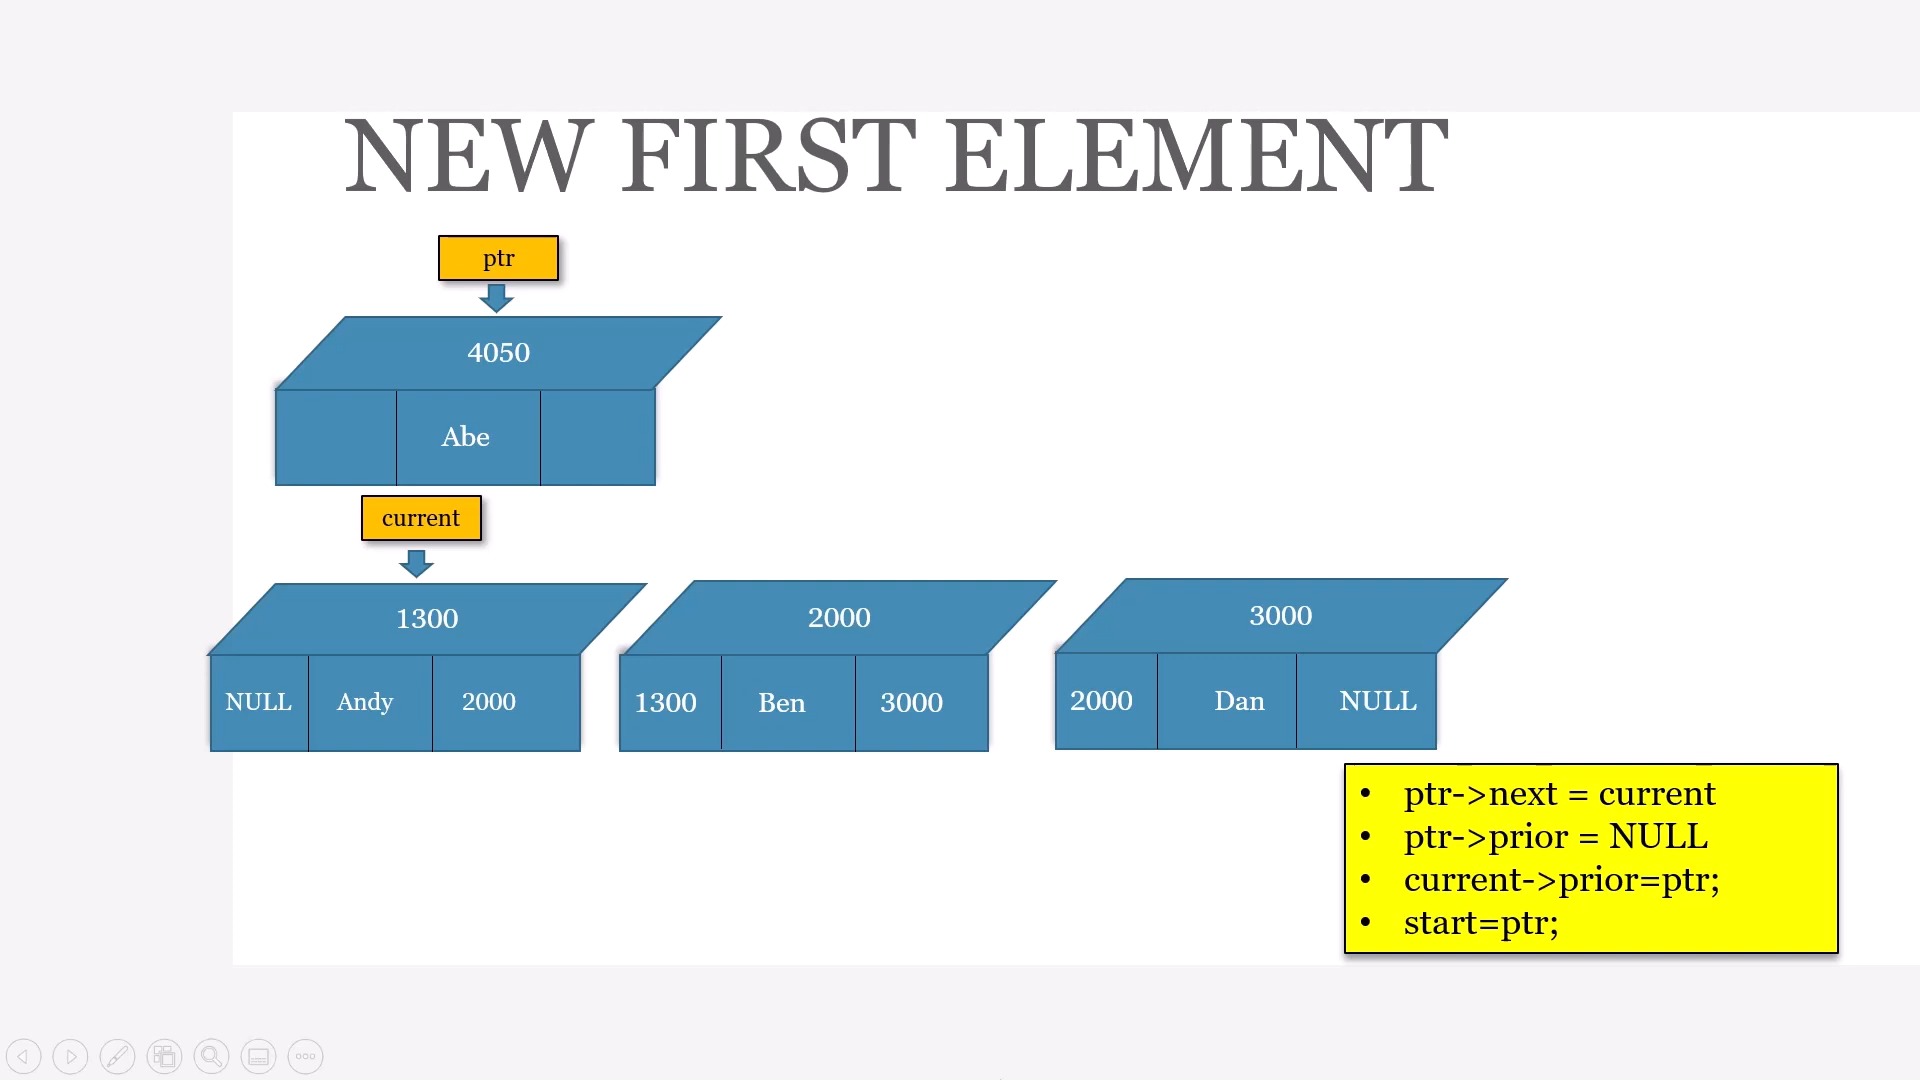 NEW FIRST ELEMENT
ptr
4050
Abe
current
1300
2000
3000
NULL Andy 2000
1300 Ben 3000
2000 Dan NULL
• ptr->next = current
• ptr->prior = NULL
• current->prior=ptr;
• start=ptr;